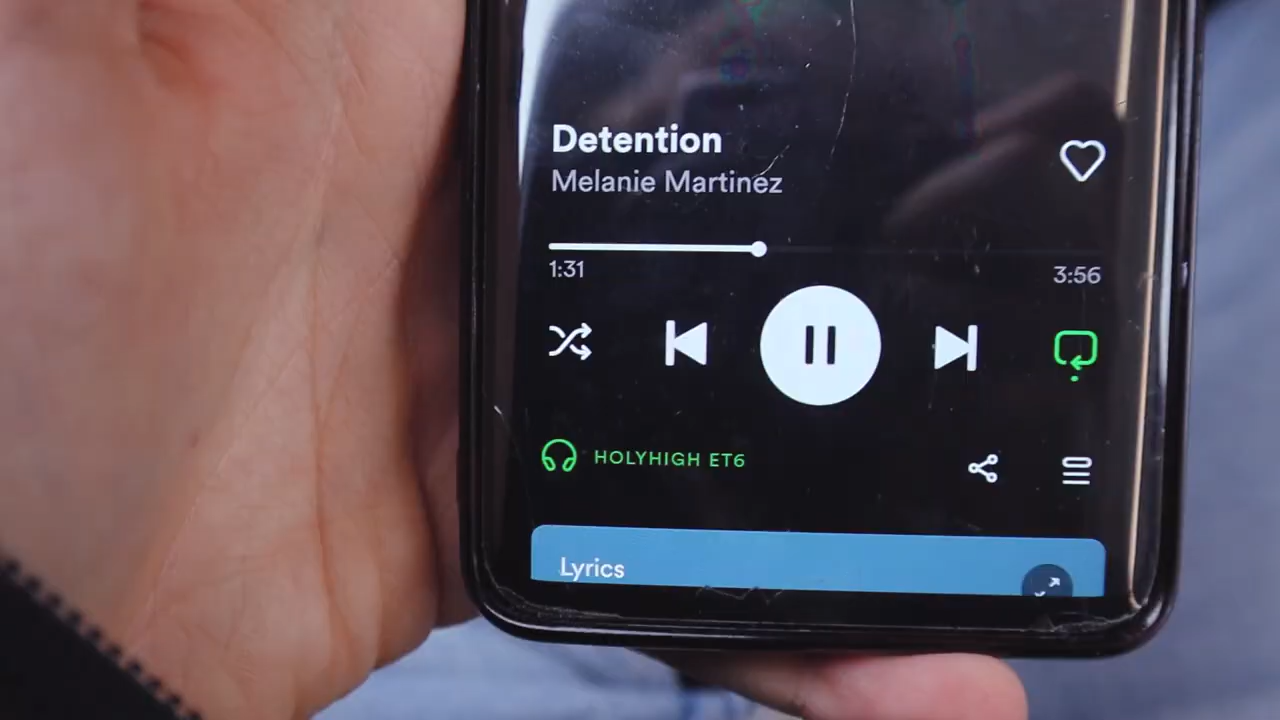 Detention
Melanie Martinez
1:31
3:56
HOLYHIGH ET6
Lyrics